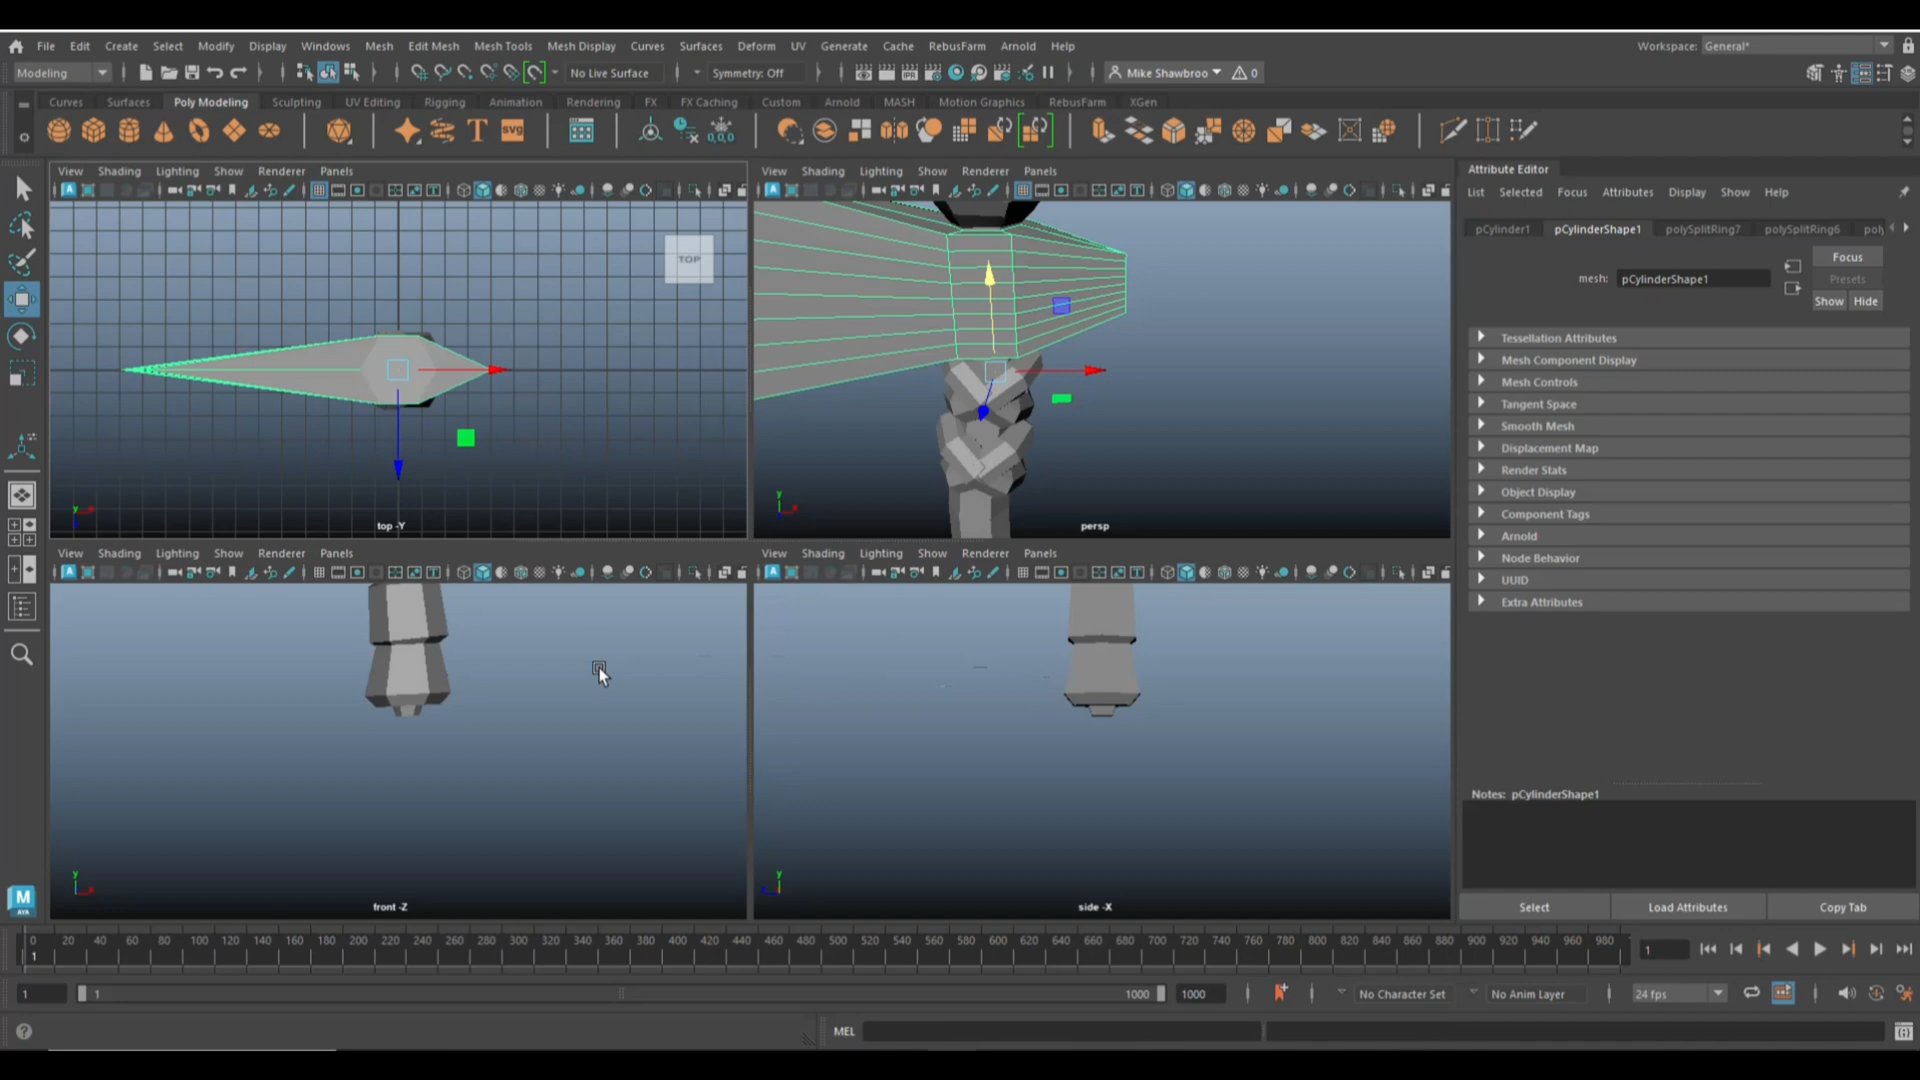 File Edit Create Select Modify Display Windows Mesh Edit Mesh Mesh Tools Mesh Display Curves Surfaces Deform UV Generate Cache RebusFarm Arnold Help
Workspace: General*
Modeling No Live Surface Symmetry: Off IPR Mike Shawbroo 0
Curves Surfaces Poly Modeling Sculpting UV Editing Rigging Animation Rendering FX FX Caching Custom Arnold MASH Motion Graphics RebusFarm XGen
T SVG 0,0,0
View Shading Lighting Show Renderer Panels
TOP
y
top -Y
View Shading Lighting Show Renderer Panels
y
persp
View Shading Lighting Show Renderer Panels
y
front -Z
View Shading Lighting Show Renderer Panels
y
side -X
Attribute Editor
List Selected Focus Attributes Display Show Help
pCylinder1 pCylinderShape1 polySplitRing7 polySplitRing6 poly
Focus
mesh: pCylinderShape1
Presets
Show Hide
Tessellation Attributes
Mesh Component Display
Mesh Controls
Tangent Space
Smooth Mesh
Displacement Map
Render Stats
Object Display
Component Tags
Arnold
Node Behavior
UUID
Extra Attributes
Notes: pCylinderShape1
Select Load Attributes Copy Tab
M
AYA
0 20 40 60 80 100 120 140 160 180 200 220 240 260 280 300 320 340 360 380 400 420 440 460 480 500 520 540 560 580 600 620 640 660 680 700 720 740 760 780 800 820 840 860 880 900 920 940 960 980
1 1
1 1 1000 1000 No Character Set No Anim Layer 24 fps
MEL